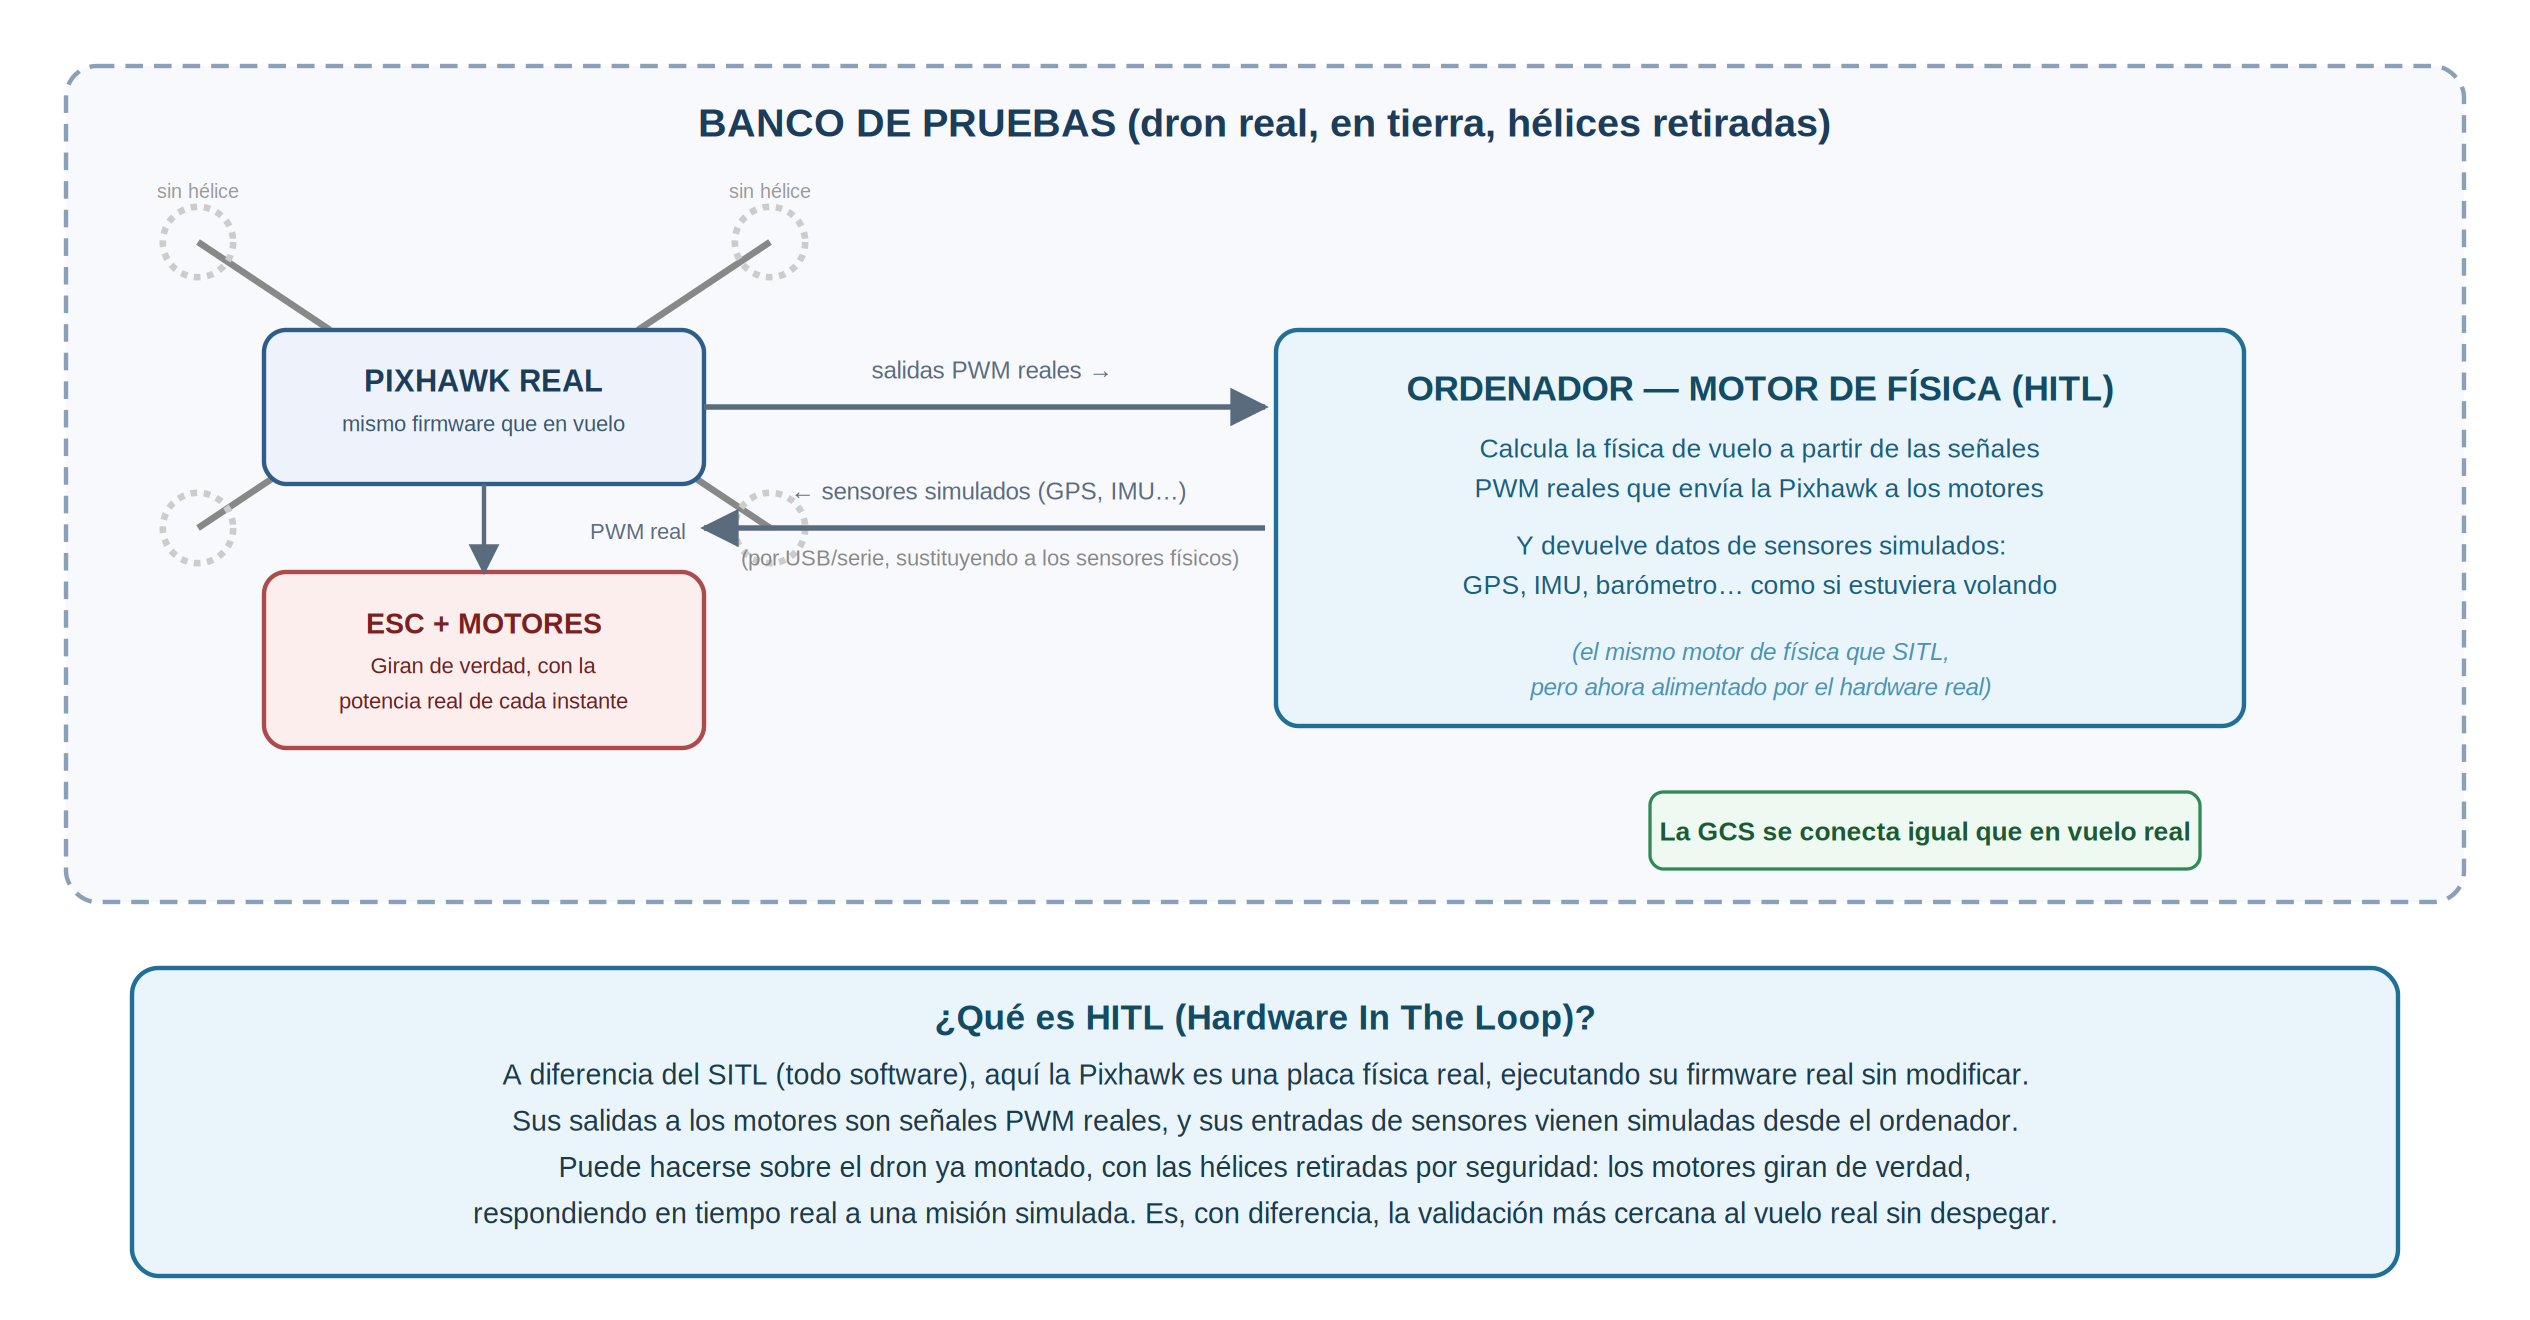 BANCO DE PRUEBAS (dron real, en tierra, hélices retiradas)
sin hélice
sin hélice
PIXHAWK REAL
mismo firmware que en vuelo
salidas PWM reales →
← sensores simulados (GPS, IMU…)
PWM real
(por USB/serie, sustituyendo a los sensores físicos)
ESC + MOTORES
Giran de verdad, con la
potencia real de cada instante
ORDENADOR — MOTOR DE FÍSICA (HITL)
Calcula la física de vuelo a partir de las señales
PWM reales que envía la Pixhawk a los motores
Y devuelve datos de sensores simulados:
GPS, IMU, barómetro… como si estuviera volando
(el mismo motor de física que SITL,
pero ahora alimentado por el hardware real)
La GCS se conecta igual que en vuelo real
¿Qué es HITL (Hardware In The Loop)?
A diferencia del SITL (todo software), aquí la Pixhawk es una placa física real, ejecutando su firmware real sin modificar.
Sus salidas a los motores son señales PWM reales, y sus entradas de sensores vienen simuladas desde el ordenador.
Puede hacerse sobre el dron ya montado, con las hélices retiradas por seguridad: los motores giran de verdad,
respondiendo en tiempo real a una misión simulada. Es, con diferencia, la validación más cercana al vuelo real sin despegar.